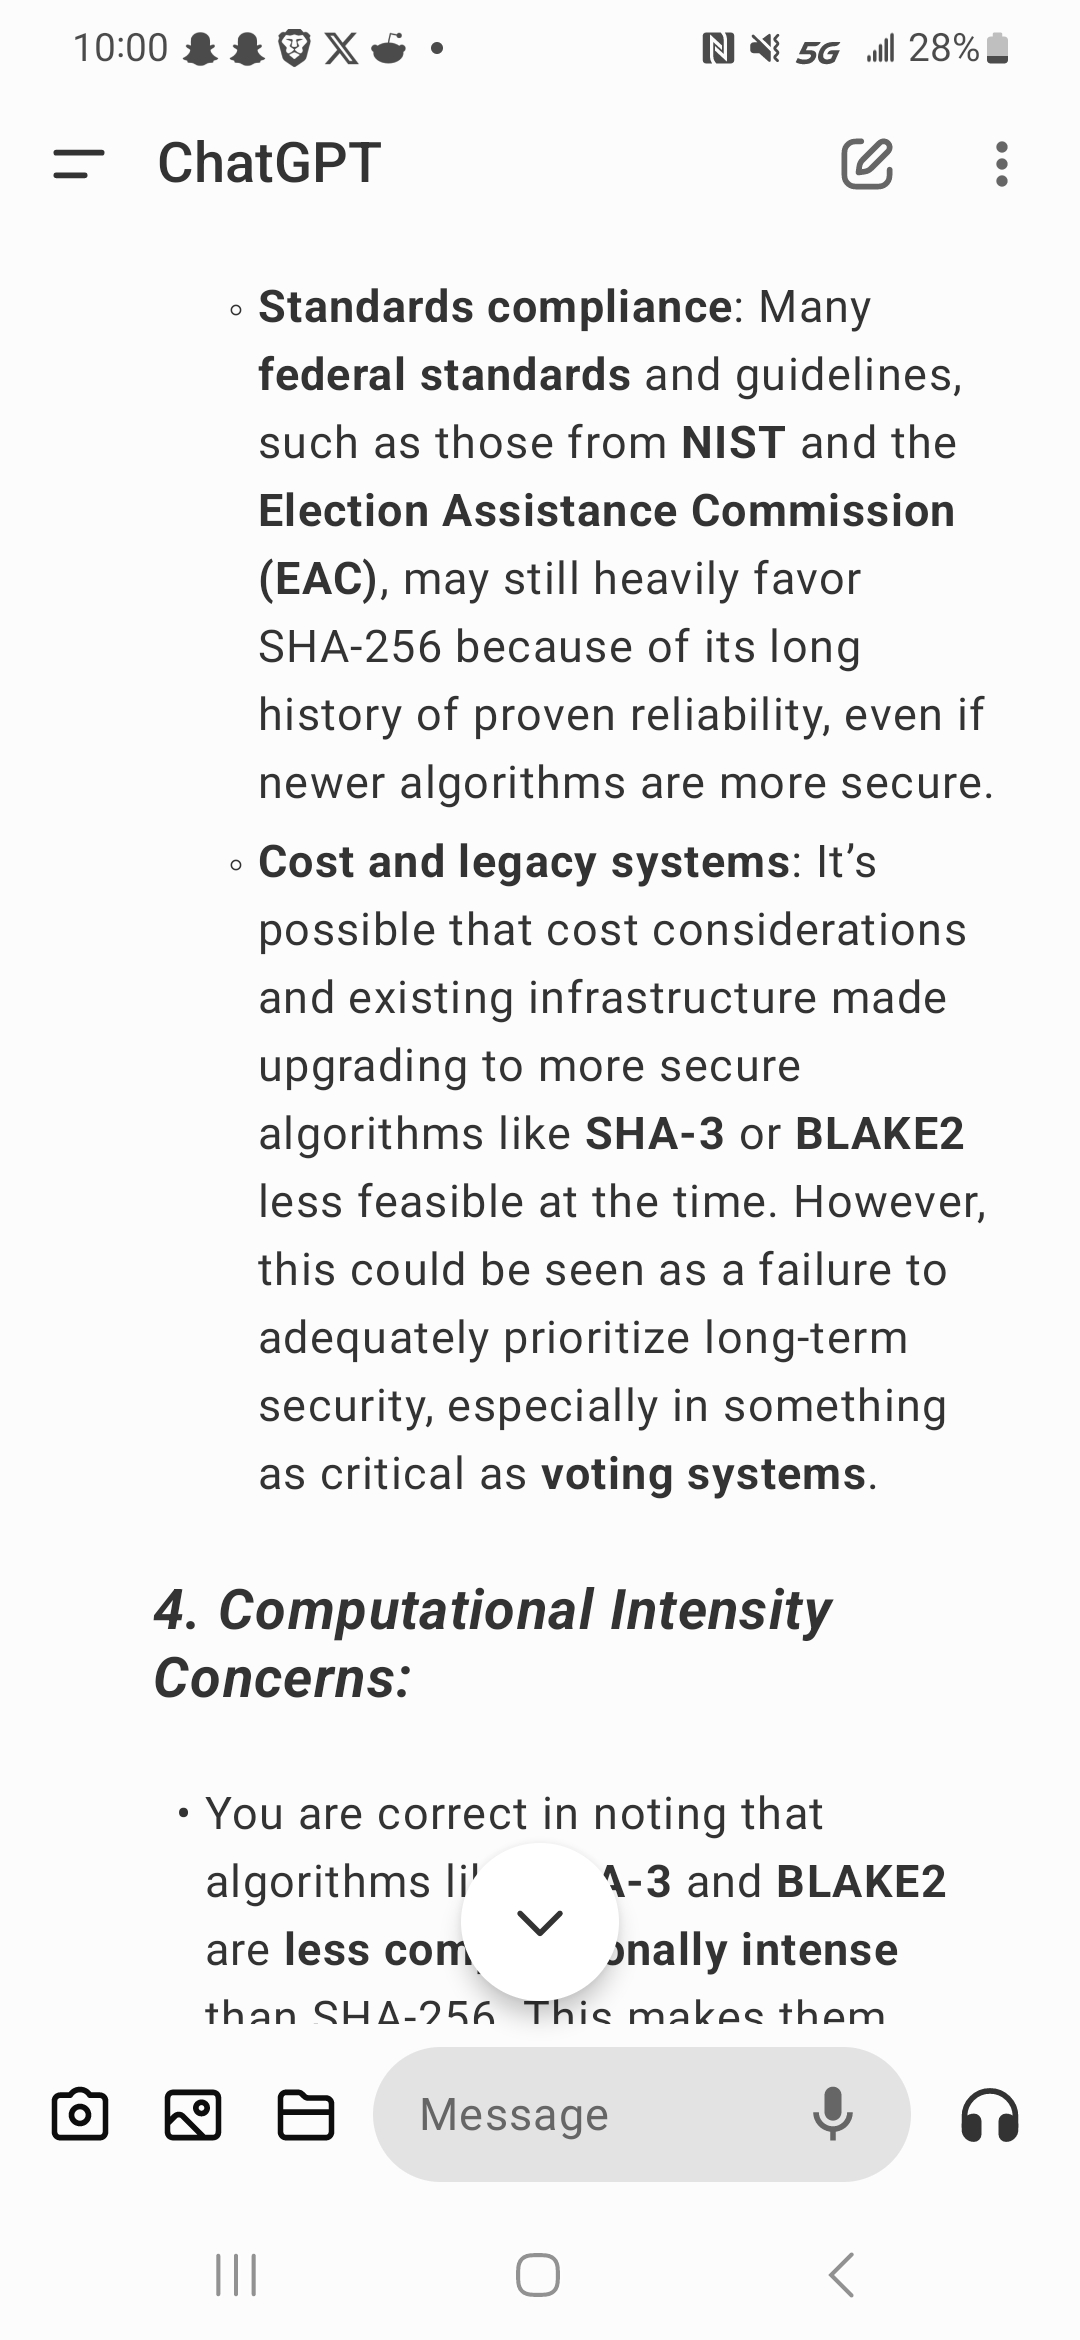 10:00
5G
28%
ChatGPT
Standards compliance: Many
federal standards and guidelines,
such as those from NIST and the
Election Assistance Commission
(EAC), may still heavily favor
SHA-256 because of its long
history of proven reliability, even if
newer algorithms are more secure.
Cost and legacy systems: It’s
possible that cost considerations
and existing infrastructure made
upgrading to more secure
algorithms like SHA-3 or BLAKE2
less feasible at the time. However,
this could be seen as a failure to
adequately prioritize long-term
security, especially in something
as critical as voting systems.
4. Computational Intensity
Concerns:
• You are correct in noting that
algorithms and BLAKE2
are less intense
than SHA-256. This makes them
Message